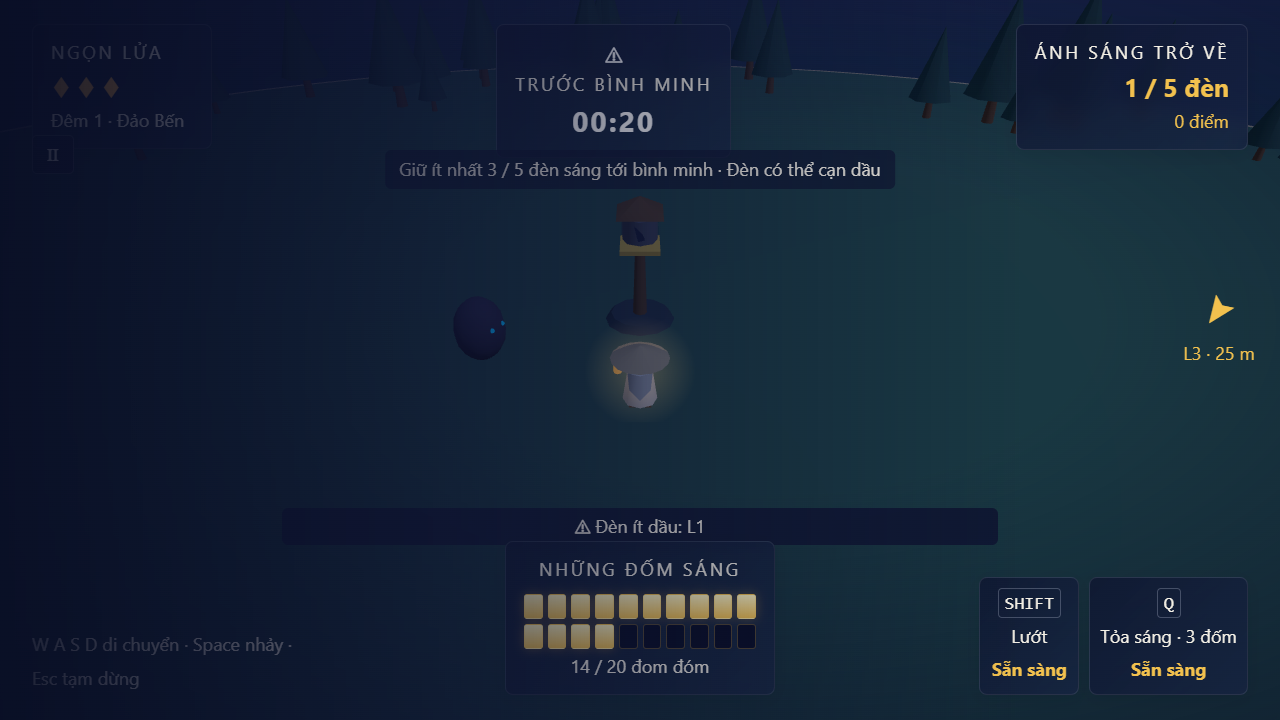 NGỌN LỬA
Đêm 1 · Đảo Bến
II
⚠
TRƯỚC BÌNH MINH
00:20
Giữ ít nhất 3 / 5 đèn sáng tới bình minh · Đèn có thể cạn dầu
ÁNH SÁNG TRỞ VỀ
1 / 5 đèn
0 điểm
L3 · 25 m
⚠ Đèn ít dầu: L1
NHỮNG ĐỐM SÁNG
14 / 20 đom đóm
W A S D di chuyển · Space nhảy ·
Esc tạm dừng
SHIFT
Lướt
Sẵn sàng
Q
Tỏa sáng · 3 đốm
Sẵn sàng